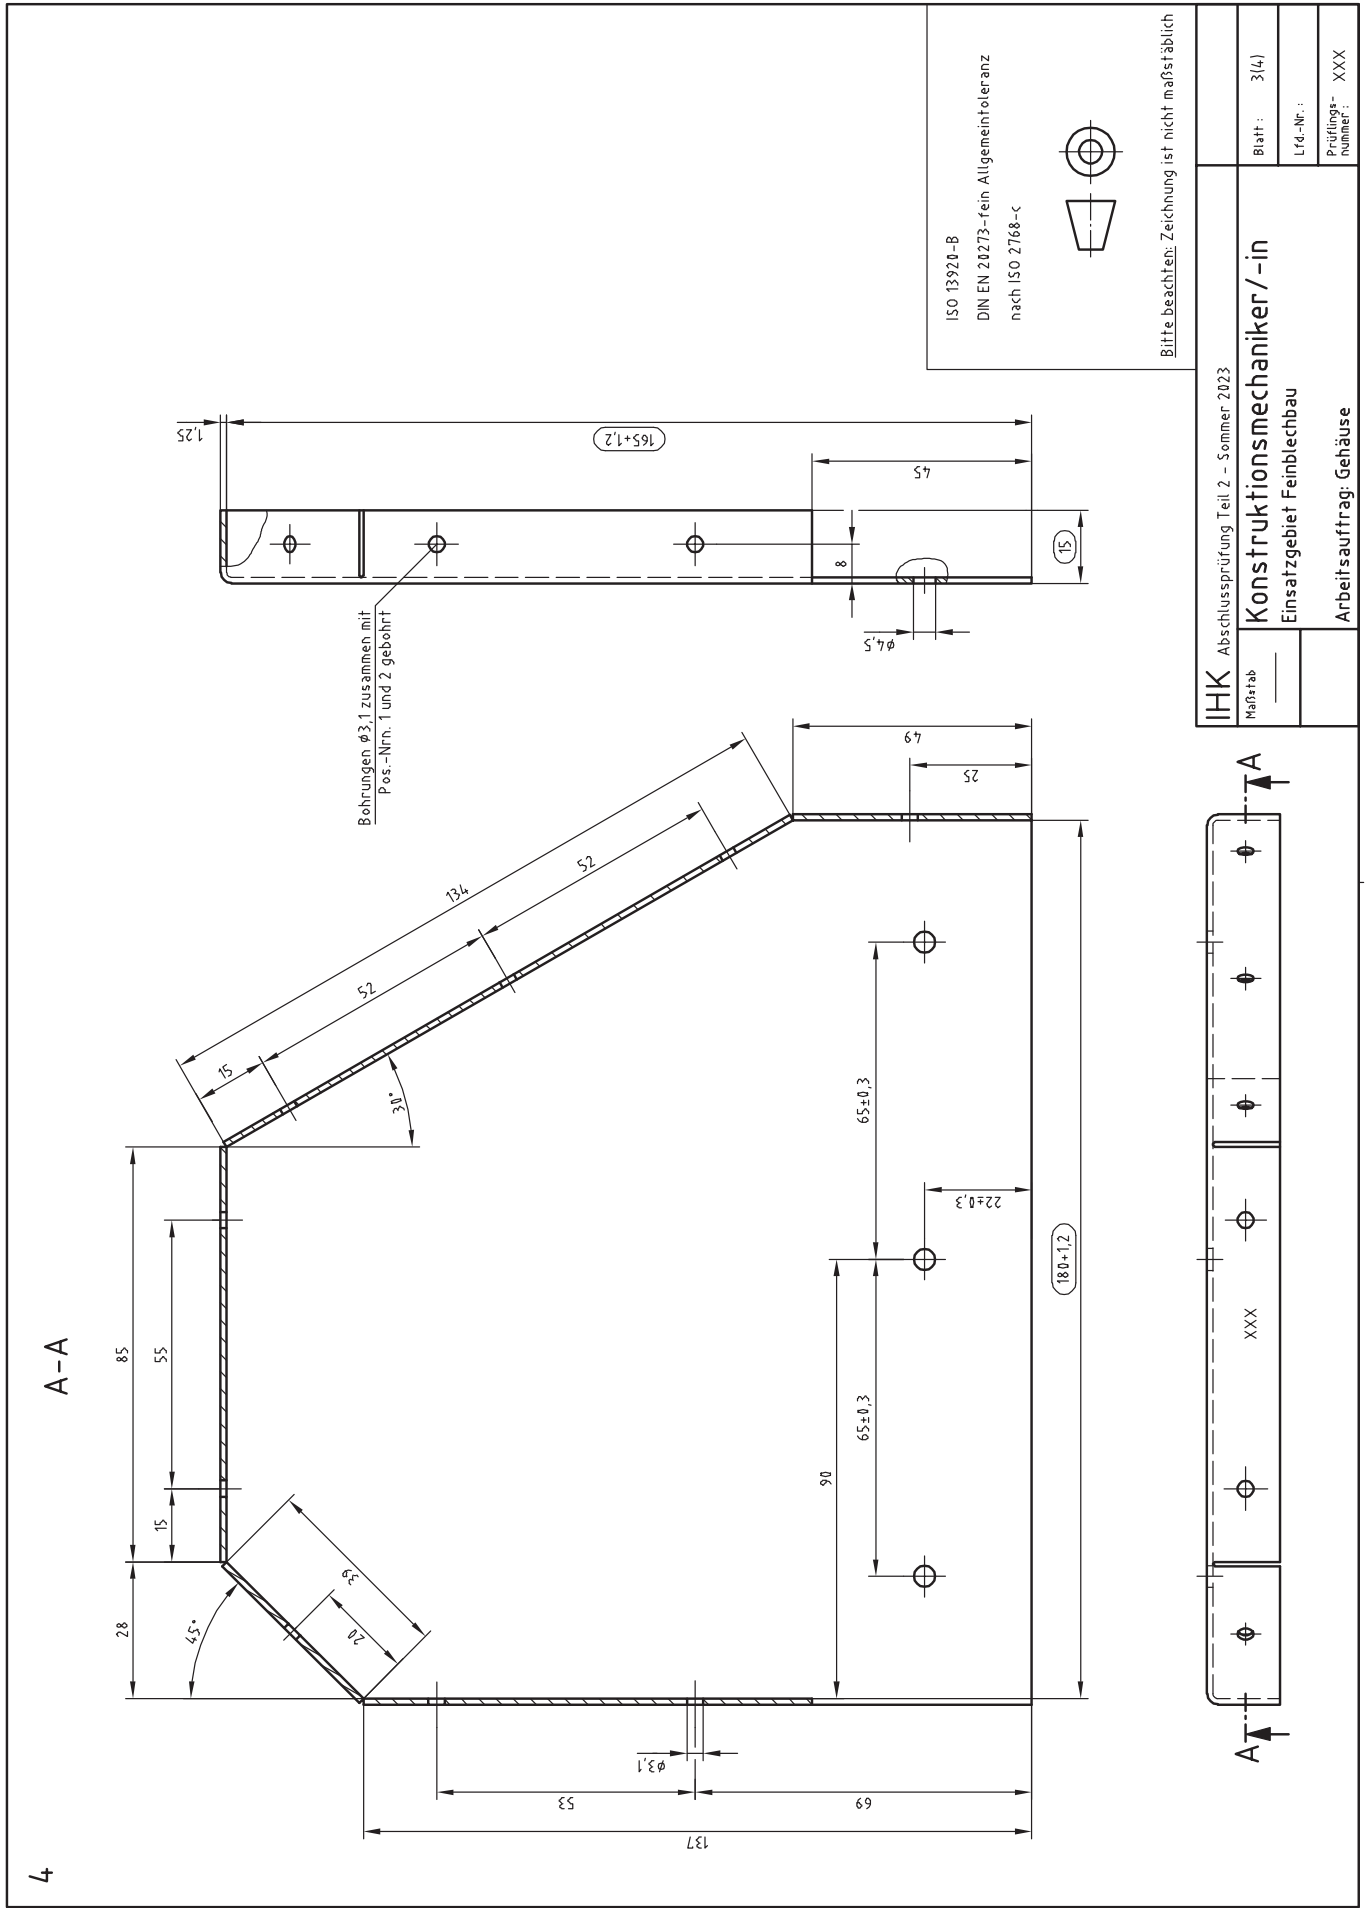 4
A-A
28
85
15
55
45°
39
20
15
52
52
134
30°
Ø3,1
53
69
137
65±0,3
65±0,3
90
22±0,3
180+1,2
49
25
1,25
165+1,2
45
8
15
Ø4,5
Bohrungen Ø3,1 zusammen mit
Pos.-Nrn. 1 und 2 gebohrt
A
A
XXX
ISO 13920-B
DIN EN 20273-fein Allgemeintoleranz
nach ISO 2768-c
Bitte beachten: Zeichnung ist nicht maßstäblich
IHK Abschlussprüfung Teil 2 - Sommer 2023
Maßstab
Konstruktionsmechaniker/-in
Einsatzgebiet Feinblechbau
Arbeitsauftrag: Gehäuse
Blatt: 3(4)
Lfd.-Nr.:
Prüflings-
nummer: XXX